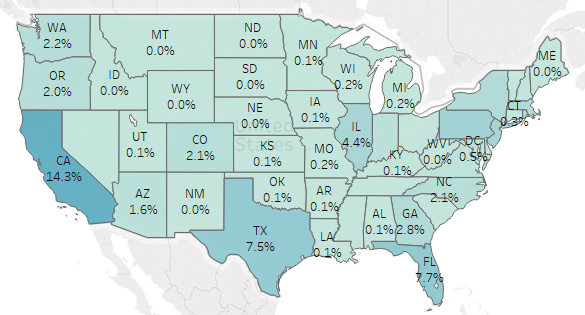 WA
2.2%
MT
0.0%
ND
0.0%
MN
0.1%
ME
0.0%
OR
2.0%
ID
0.0%
WY
0.0%
SD
0.0%
WI
0.2%
MI
0.2%
CT
0.3%
NE
0.0%
IA
0.1%
IL
4.4%
CA
14.3%
UT
0.1%
CO
2.1%
United
States
KS
0.1%
MO
0.2%
KY
0.1%
WV
0.0%
DC
0.5%
AZ
1.6%
NM
0.0%
OK
0.1%
AR
0.1%
NC
2.1%
TX
7.5%
LA
0.1%
AL
0.1%
GA
2.8%
FL
7.7%